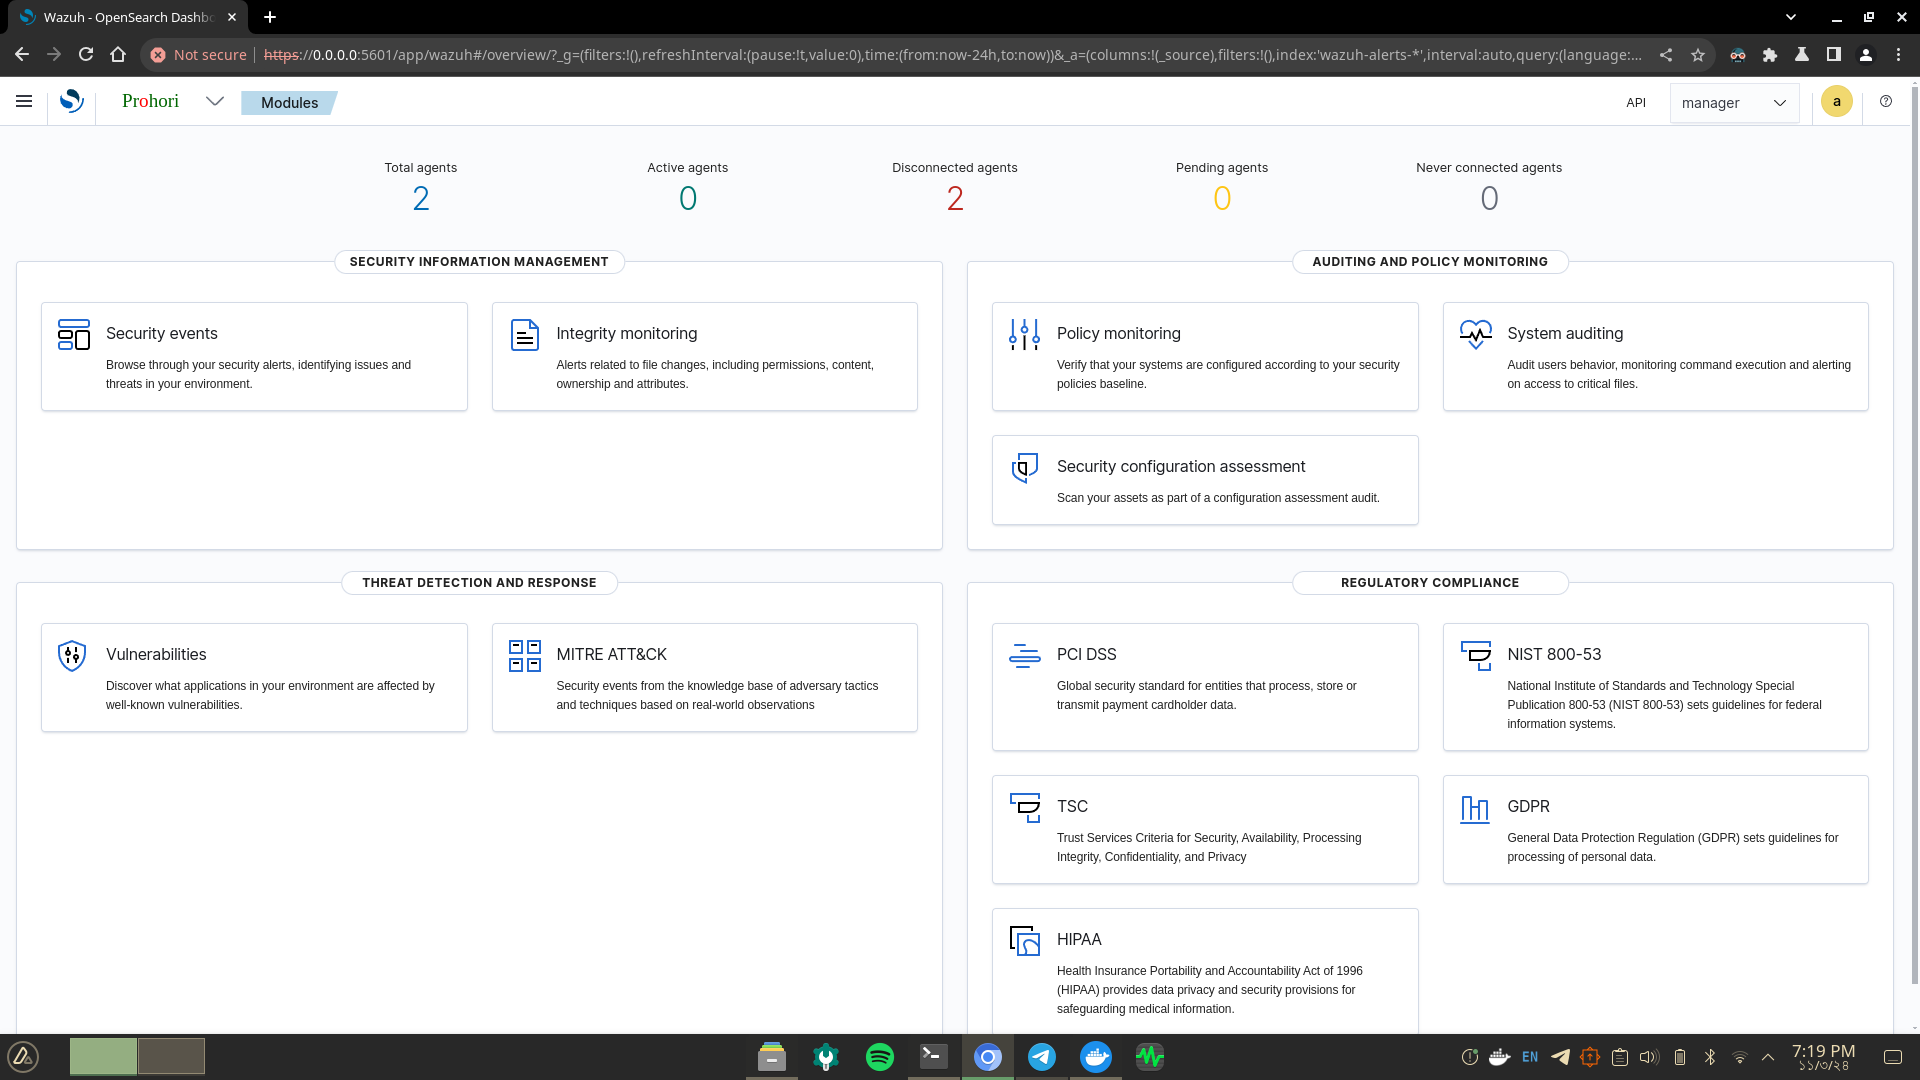 Wazuh - OpenSearch Dashbo
Not secure
https://0.0.0.0:5601/app/wazuh#/overview/?_g=(filters:!(),refreshInterval:(pause:!t,value:0),time:(from:now-24h,to:now))&_a=(columns:!(_source),filters:!(),index:'wazuh-alerts-*',interval:auto,query:(language:...
Prohori
Modules
API
manager
a
Total agents
2
Active agents
0
Disconnected agents
2
Pending agents
0
Never connected agents
0
SECURITY INFORMATION MANAGEMENT
Security events
Browse through your security alerts, identifying issues and
threats in your environment.
Integrity monitoring
Alerts related to file changes, including permissions, content,
ownership and attributes.
AUDITING AND POLICY MONITORING
Policy monitoring
Verify that your systems are configured according to your security
policies baseline.
System auditing
Audit users behavior, monitoring command execution and alerting
on access to critical files.
Security configuration assessment
Scan your assets as part of a configuration assessment audit.
THREAT DETECTION AND RESPONSE
Vulnerabilities
Discover what applications in your environment are affected by
well-known vulnerabilities.
MITRE ATT&CK
Security events from the knowledge base of adversary tactics
and techniques based on real-world observations
REGULATORY COMPLIANCE
PCI DSS
Global security standard for entities that process, store or
transmit payment cardholder data.
NIST 800-53
National Institute of Standards and Technology Special
Publication 800-53 (NIST 800-53) sets guidelines for federal
information systems.
TSC
Trust Services Criteria for Security, Availability, Processing
Integrity, Confidentiality, and Privacy
GDPR
General Data Protection Regulation (GDPR) sets guidelines for
processing of personal data.
HIPAA
Health Insurance Portability and Accountability Act of 1996
(HIPAA) provides data privacy and security provisions for
safeguarding medical information.
EN
7:19 PM